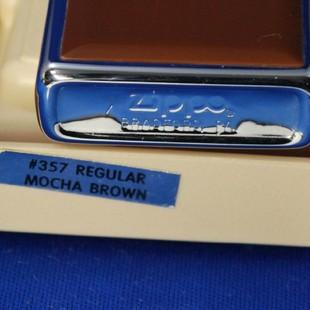 Zippo
BRADFORD, PA.
#357 REGULAR
MOCHA BROWN